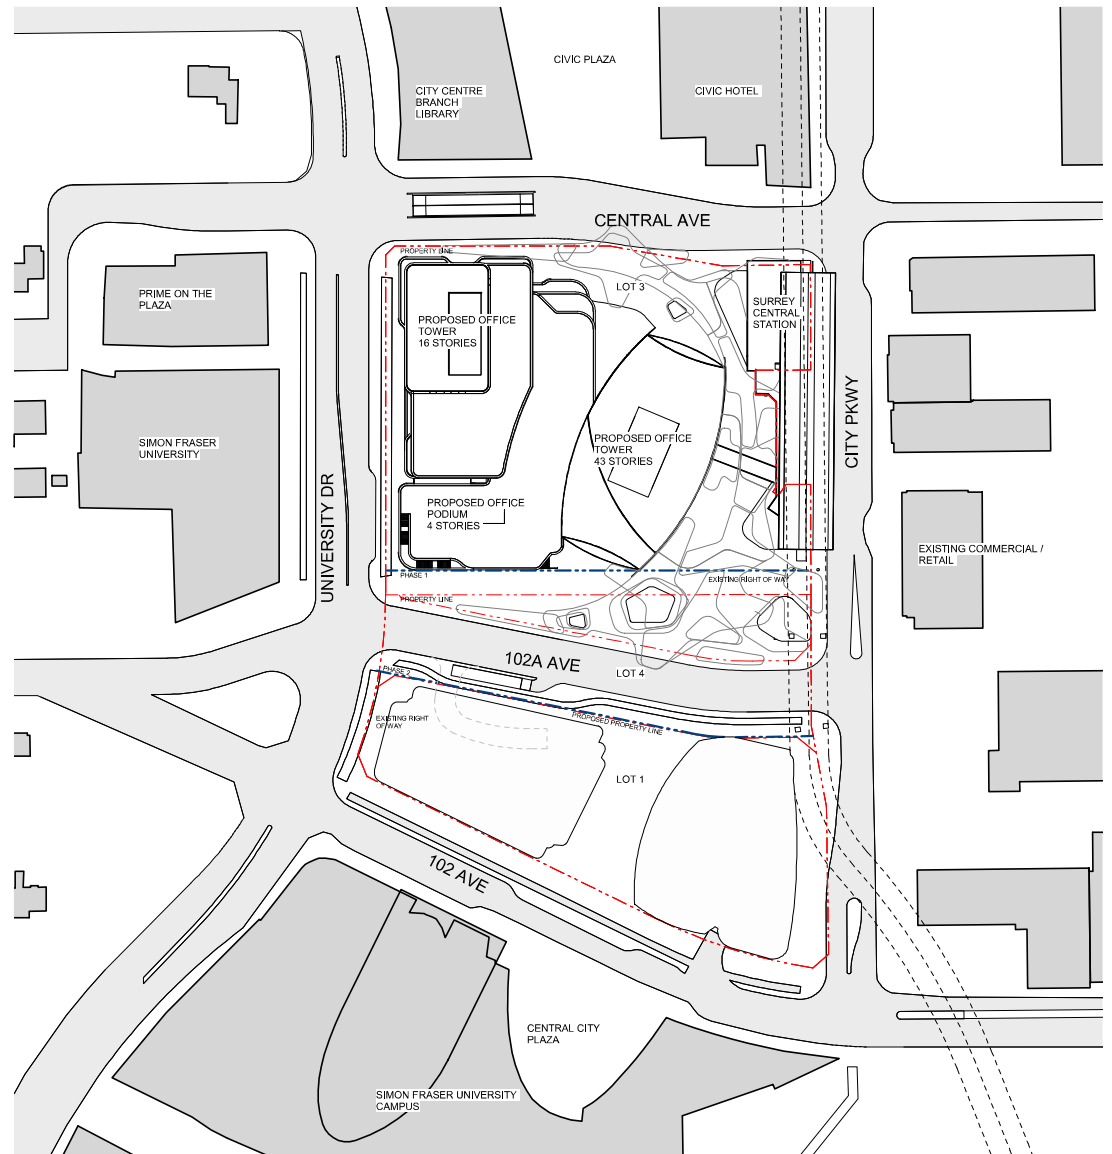 CIVIC PLAZA
CITY CENTRE
BRANCH
LIBRARY
CIVIC HOTEL
CENTRAL AVE
PROPERTY LINE
LOT 3
PRIME ON THE
PLAZA
SURREY
CENTRAL
STATION
PROPOSED OFFICE
TOWER
16 STORIES
CITY PKWY
SIMON FRASER
UNIVERSITY
PROPOSED OFFICE
TOWER
43 STORIES
UNIVERSITY DR
PROPOSED OFFICE
PODIUM
4 STORIES
EXISTING COMMERCIAL /
RETAIL
PHASE 1
EXISTING RIGHT OF WAY
PROPERTY LINE
102A AVE
LOT 4
PHASE 2
EXISTING RIGHT
OF WAY
PROPOSED PROPERTY LINE
LOT 1
102 AVE
CENTRAL CITY
PLAZA
SIMON FRASER UNIVERSITY
CAMPUS